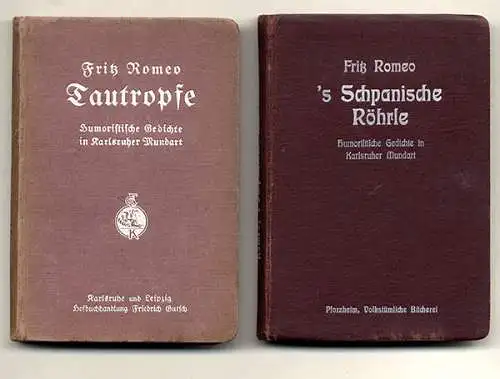 Fritz Romeo
Tautropfe
Humoristische Gedichte
in Karlsruher Mundart
K
Karlsruhe und Leipzig
Hofbuchhandlung Friedrich Gutsch
Fritz Romeo
's Schpanische
Röhrle
Humoristische Gedichte in
Karlsruher Mundart
Pforzheim, Volkstümliche Bücherei